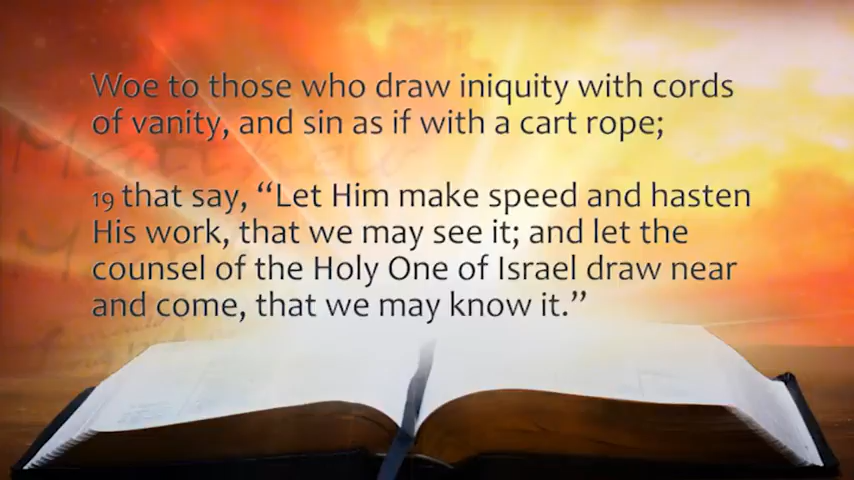 Woe to those who draw iniquity with cords
of vanity, and sin as if with a cart rope;
19 that say, “Let Him make speed and hasten
His work, that we may see it; and let the
counsel of the Holy One of Israel draw near
and come, that we may know it.”